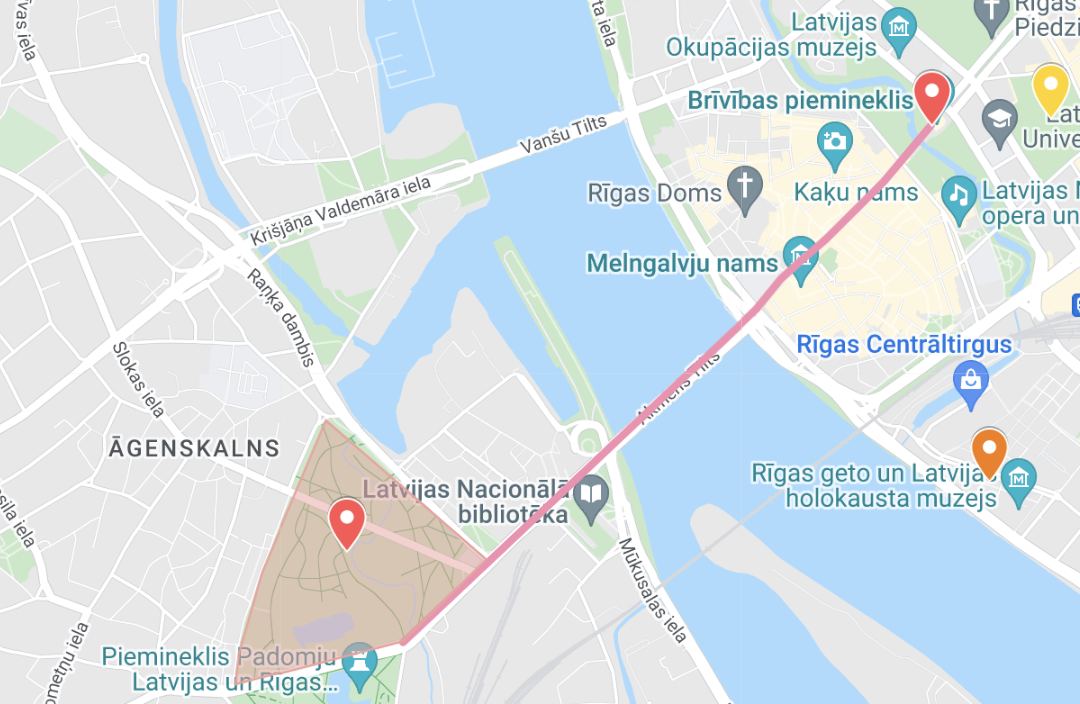 Latvijas
Okupācijas muzejs
Rīgas
Piedzi
Brīvības piemineklis
Vanšu Tilts
Kaķu nams
Rīgas Doms
Latvijas
opera un
Krišjāņa Valdemāra iela
Melngalvju nams
Raņķa dambis
Slokas iela
Akmens Tilts
Rīgas Centrāltirgus
ĀGENSKALNS
Rīgas geto un Latvijas
holokausta muzejs
Latvijas Nacionālā
bibliotēka
Mūkusalas iela
Piemineklis Padomju
Latvijas un Rīgas...